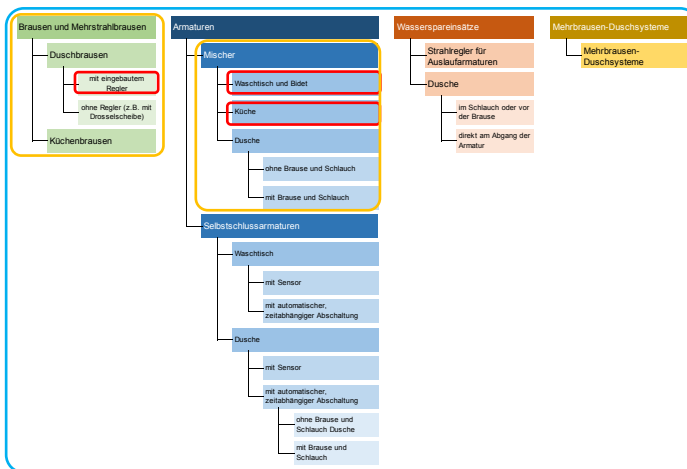 Brausen und Mehrstrahlbrausen
Duschbrausen
mit eingebautem
Regler
ohne Regler (z.B. mit
Drosselscheibe)
Küchenbrausen
Armaturen
Mischer
Waschtisch und Bidet
Küche
Dusche
ohne Brause und Schlauch
mit Brause und Schlauch
Selbstschlussarmaturen
Waschtisch
mit Sensor
mit automatischer,
zeitabhängiger Abschaltung
Dusche
mit Sensor
mit automatischer,
zeitabhängiger Abschaltung
ohne Brause und
Schlauch Dusche
mit Brause und
Schlauch
Wasserspareinsätze
Strahlregler für
Auslaufarmaturen
Dusche
im Schlauch oder vor
der Brause
direkt am Abgang der
Armatur
Mehrbrausen-Duschsysteme
Mehrbrausen-
Duschsysteme